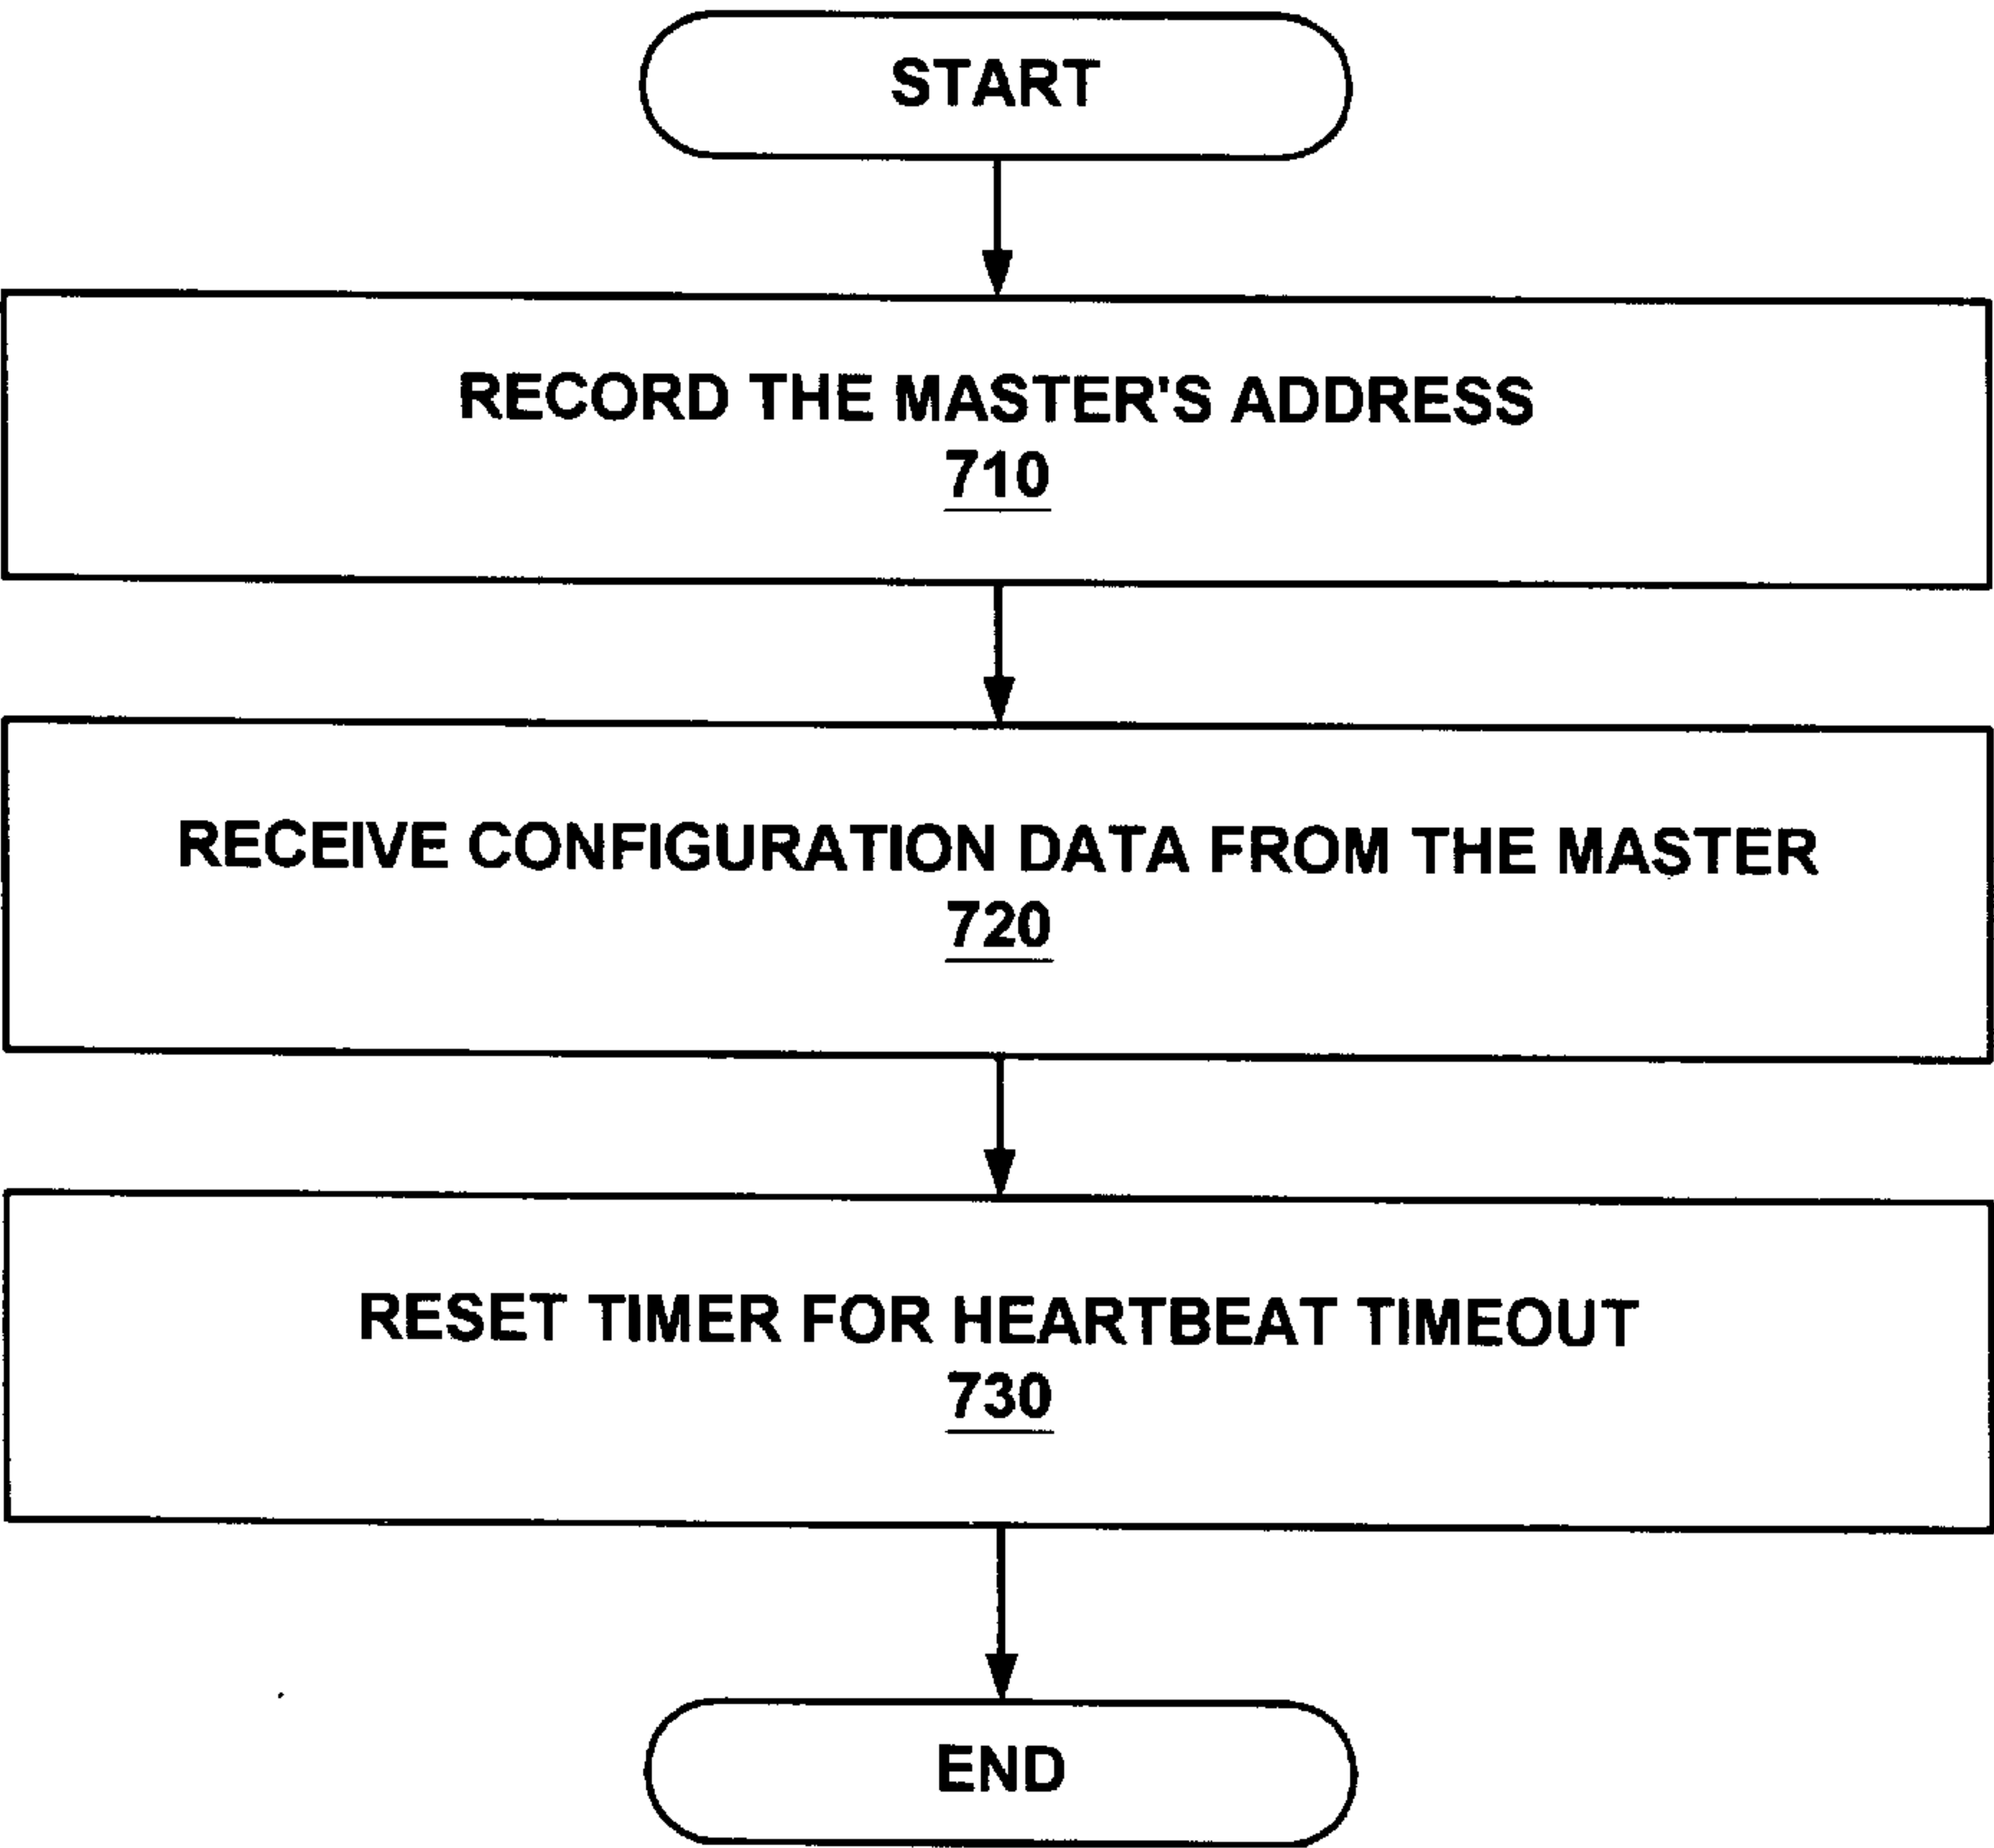 START
RECORD THE MASTER'S ADDRESS
710
RECEIVE CONFIGURATION DATA FROM THE MASTER
720
RESET TIMER FOR HEARTBEAT TIMEOUT
730
END